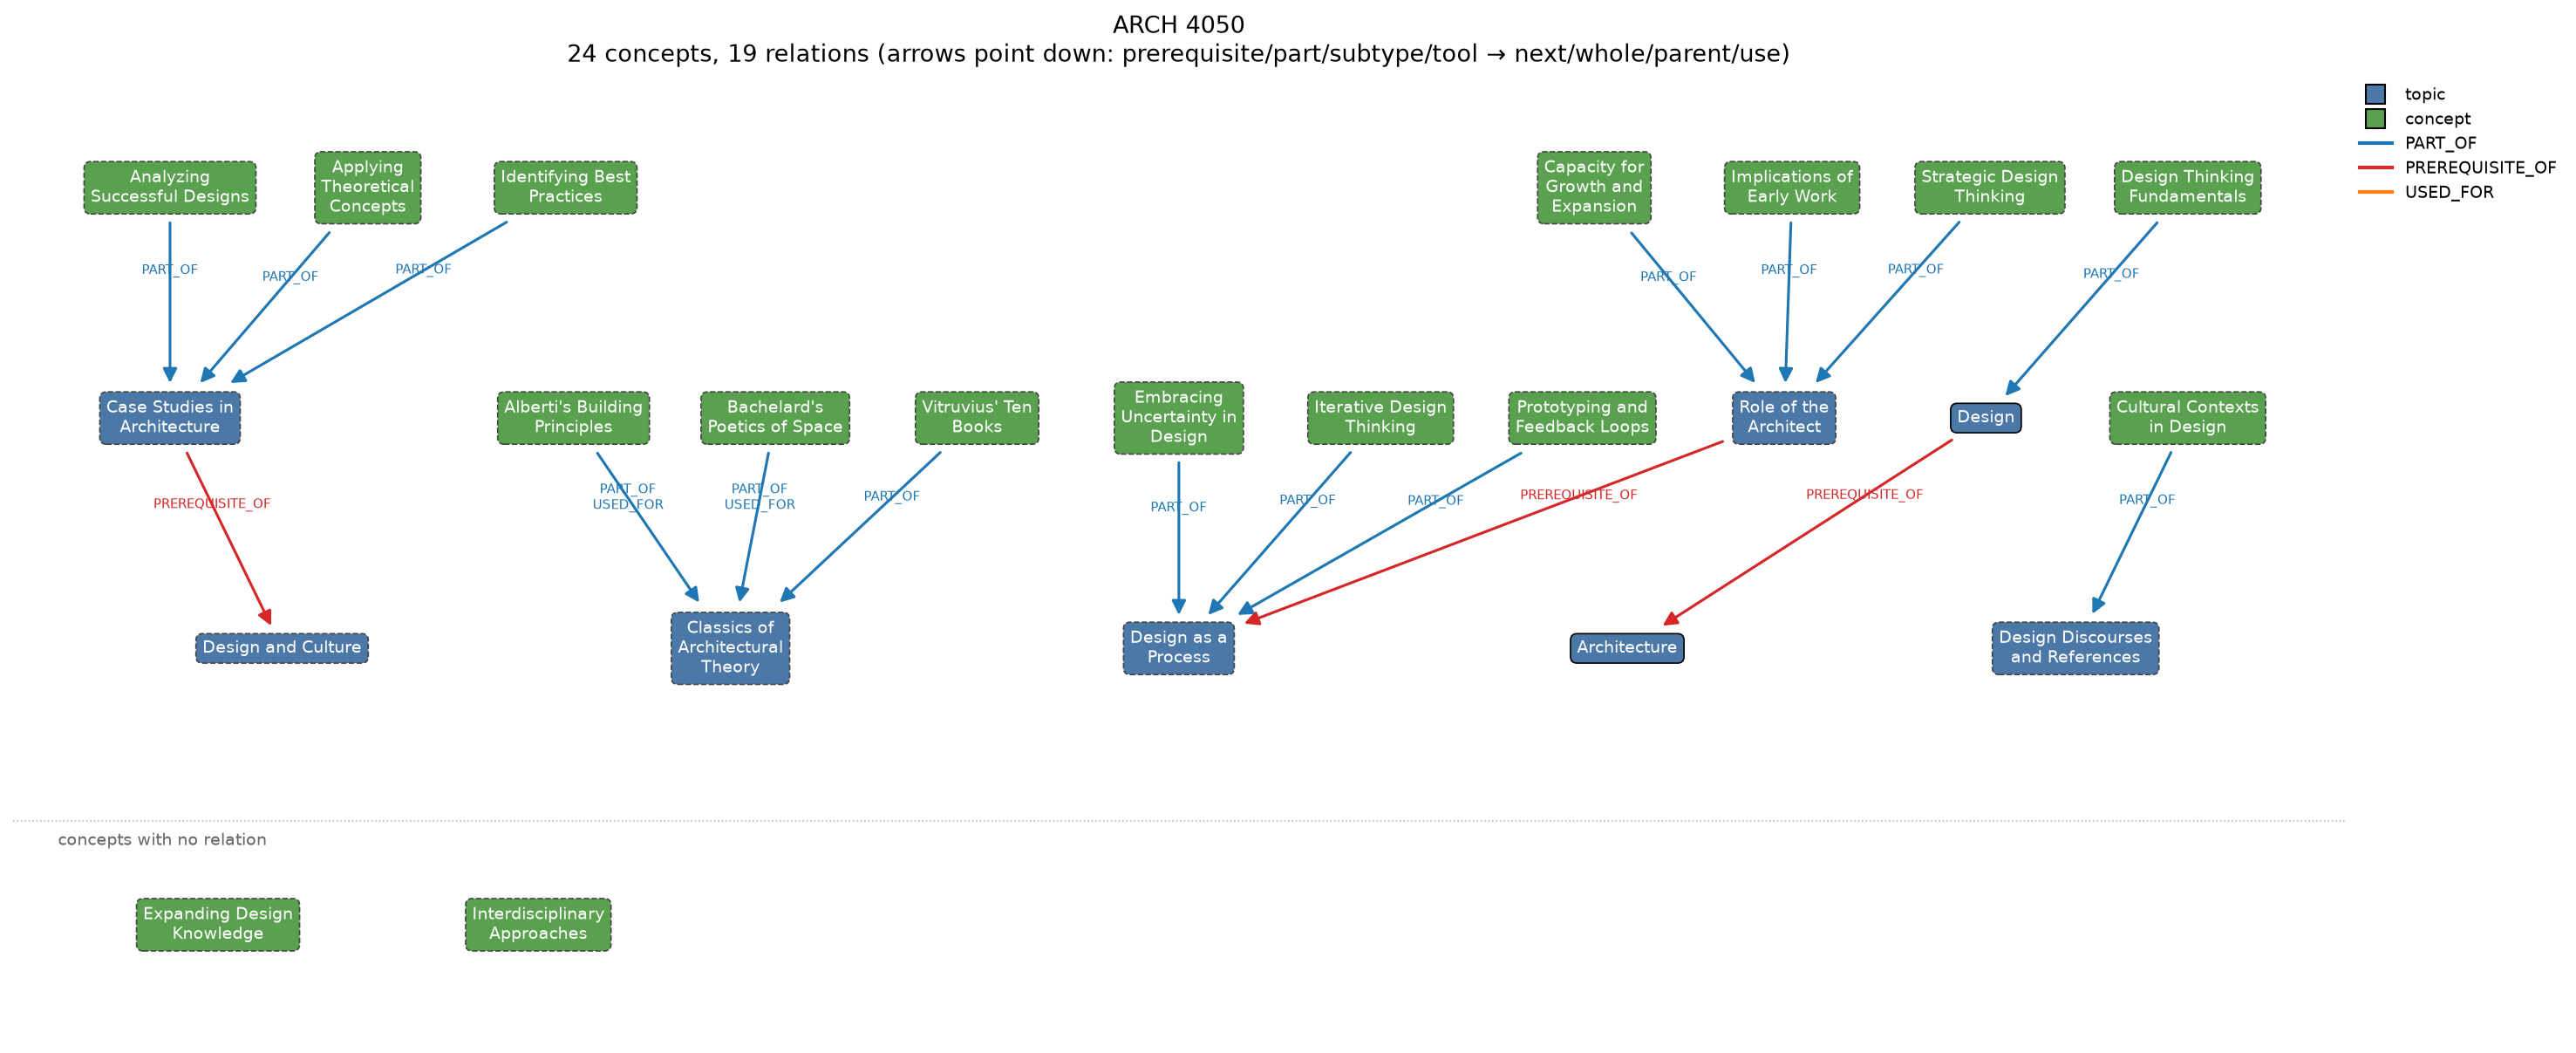 ARCH 4050
24 concepts, 19 relations (arrows point down: prerequisite/part/subtype/tool → next/whole/parent/use)
topic
concept
PART_OF
PREREQUISITE_OF
USED_FOR
Analyzing
Successful Designs
Applying
Theoretical
Concepts
Identifying Best
Practices
Capacity for
Growth and
Expansion
Implications of
Early Work
Strategic Design
Thinking
Design Thinking
Fundamentals
PART_OF
PART_OF
PART_OF
PART_OF
PART_OF
PART_OF
PART_OF
Case Studies in
Architecture
Alberti's Building
Principles
Bachelard's
Poetics of Space
Vitruvius' Ten
Books
Embracing
Uncertainty in
Design
Iterative Design
Thinking
Prototyping and
Feedback Loops
Role of the
Architect
Design
Cultural Contexts
in Design
PREREQUISITE_OF
PART_OF
USED_FOR
PART_OF
USED_FOR
PART_OF
PART_OF
PART_OF
PART_OF
PREREQUISITE_OF
PREREQUISITE_OF
PART_OF
Design and Culture
Classics of
Architectural
Theory
Design as a
Process
Architecture
Design Discourses
and References
concepts with no relation
Expanding Design
Knowledge
Interdisciplinary
Approaches